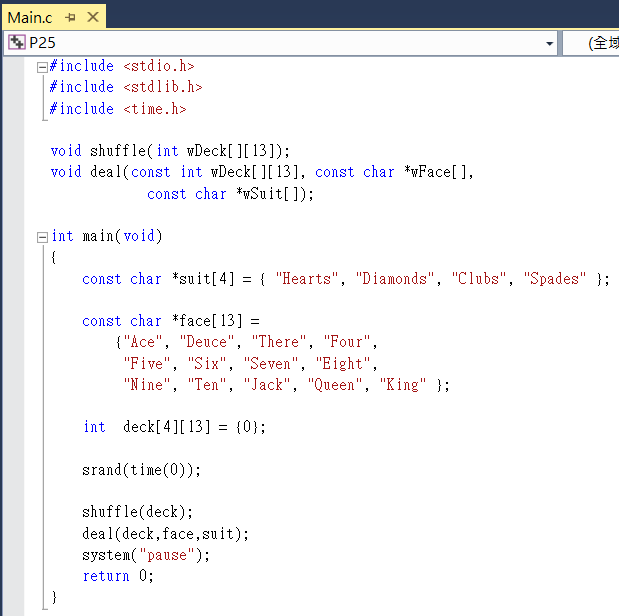 Main.c
P25
(全域
#include <stdio.h>
#include <stdlib.h>
#include <time.h>
void shuffle(int wDeck[][13]);
void deal(const int wDeck[][13], const char *wFace[],
const char *wSuit[]);
int main(void)
{
const char *suit[4] = { "Hearts", "Diamonds", "Clubs", "Spades" };
const char *face[13] =
{"Ace", "Deuce", "There", "Four",
"Five", "Six", "Seven", "Eight",
"Nine", "Ten", "Jack", "Queen", "King" };
int  deck[4][13] = {0};
srand(time(0));
shuffle(deck);
deal(deck,face,suit);
system("pause");
return 0;
}